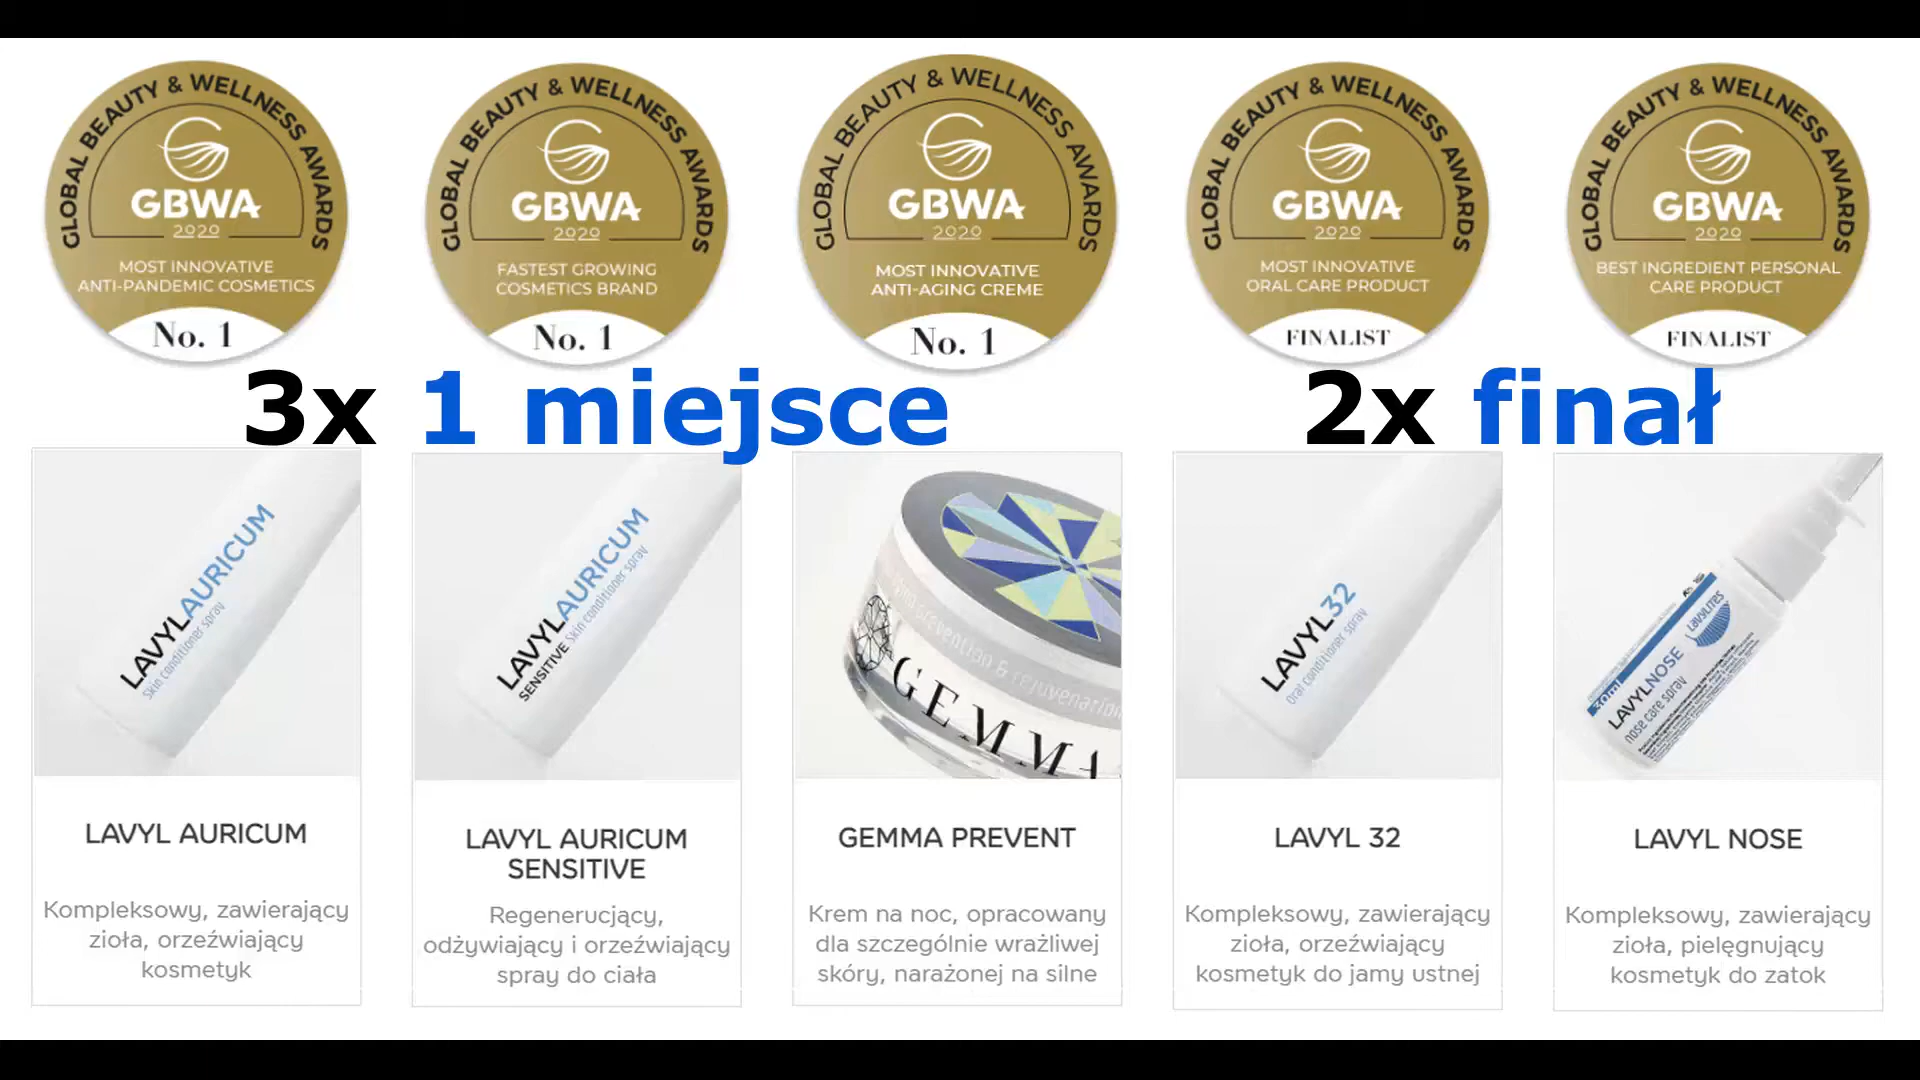 GLOBAL BEAUTY & WELLNESS AWARDS
GBWA
2020
MOST INNOVATIVE
ANTI-PANDEMIC COSMETICS
No. 1
GLOBAL BEAUTY & WELLNESS AWARDS
GBWA
2020
FASTEST GROWING
COSMETICS BRAND
No. 1
GLOBAL BEAUTY & WELLNESS AWARDS
GBWA
2020
MOST INNOVATIVE
ANTI-AGING CREME
No. 1
GLOBAL BEAUTY & WELLNESS AWARDS
GBWA
2020
MOST INNOVATIVE
ORAL CARE PRODUCT
FINALIST
GLOBAL BEAUTY & WELLNESS AWARDS
GBWA
2020
BEST INGREDIENT PERSONAL
CARE PRODUCT
FINALIST
3x 1 miejsce
2x finał
LAVYLAURICUM
Skin conditioner spray
LAVYL AURICUM
Kompleksowy, zawierający
zioła, orzeźwiający
kosmetyk
LAVYLAURICUM
SENSITIVE Skin conditioner spray
LAVYL AURICUM
SENSITIVE
Regenerucjący,
odżywiający i orzeźwiający
spray do ciała
prevention & rejuvenation
GEMMA
GEMMA PREVENT
Krem na noc, opracowany
dla szczególnie wrażliwej
skóry, narażonej na silne
LAVYL32
Oral conditioner spray
LAVYL 32
Kompleksowy, zawierający
zioła, orzeźwiający
kosmetyk do jamy ustnej
LAVYLITES
30ml
LAVYLNOSE
nose care spray
LAVYL NOSE
Kompleksowy, zawierający
zioła, pielęgnujący
kosmetyk do zatok